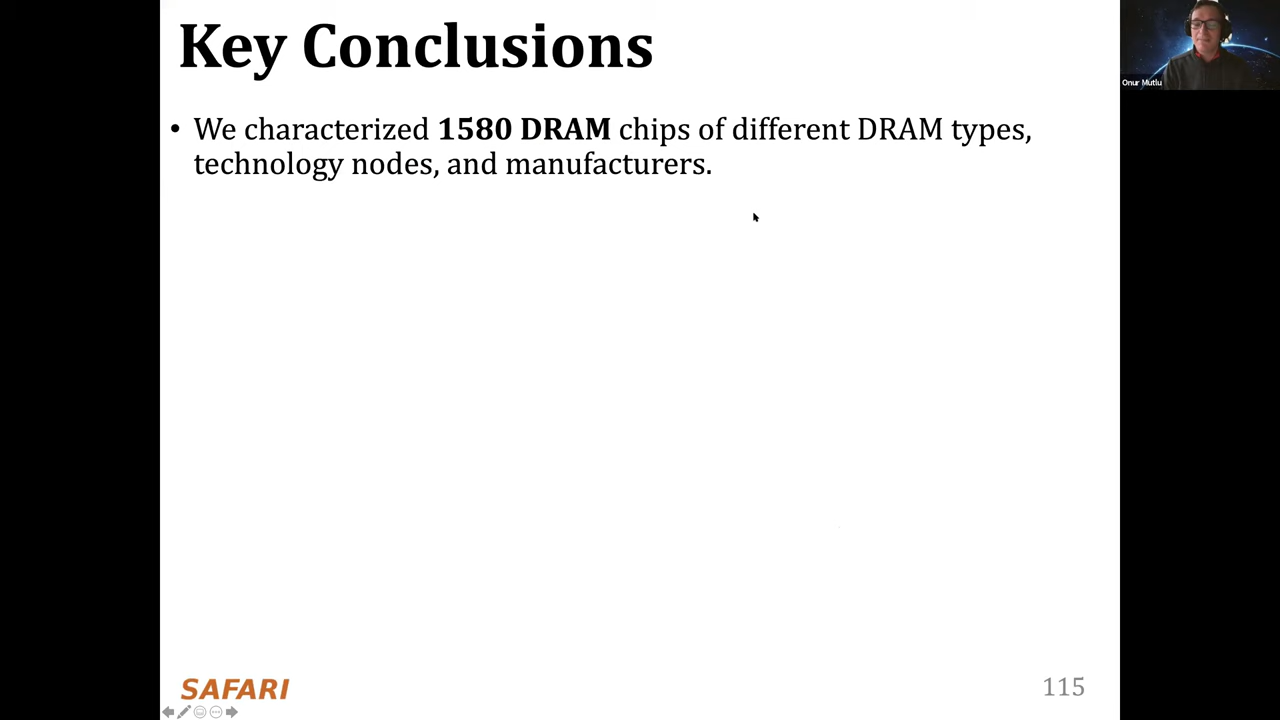 Key Conclusions
• We characterized 1580 DRAM chips of different DRAM types,
technology nodes, and manufacturers.
SAFARI
115
Onur Mutlu